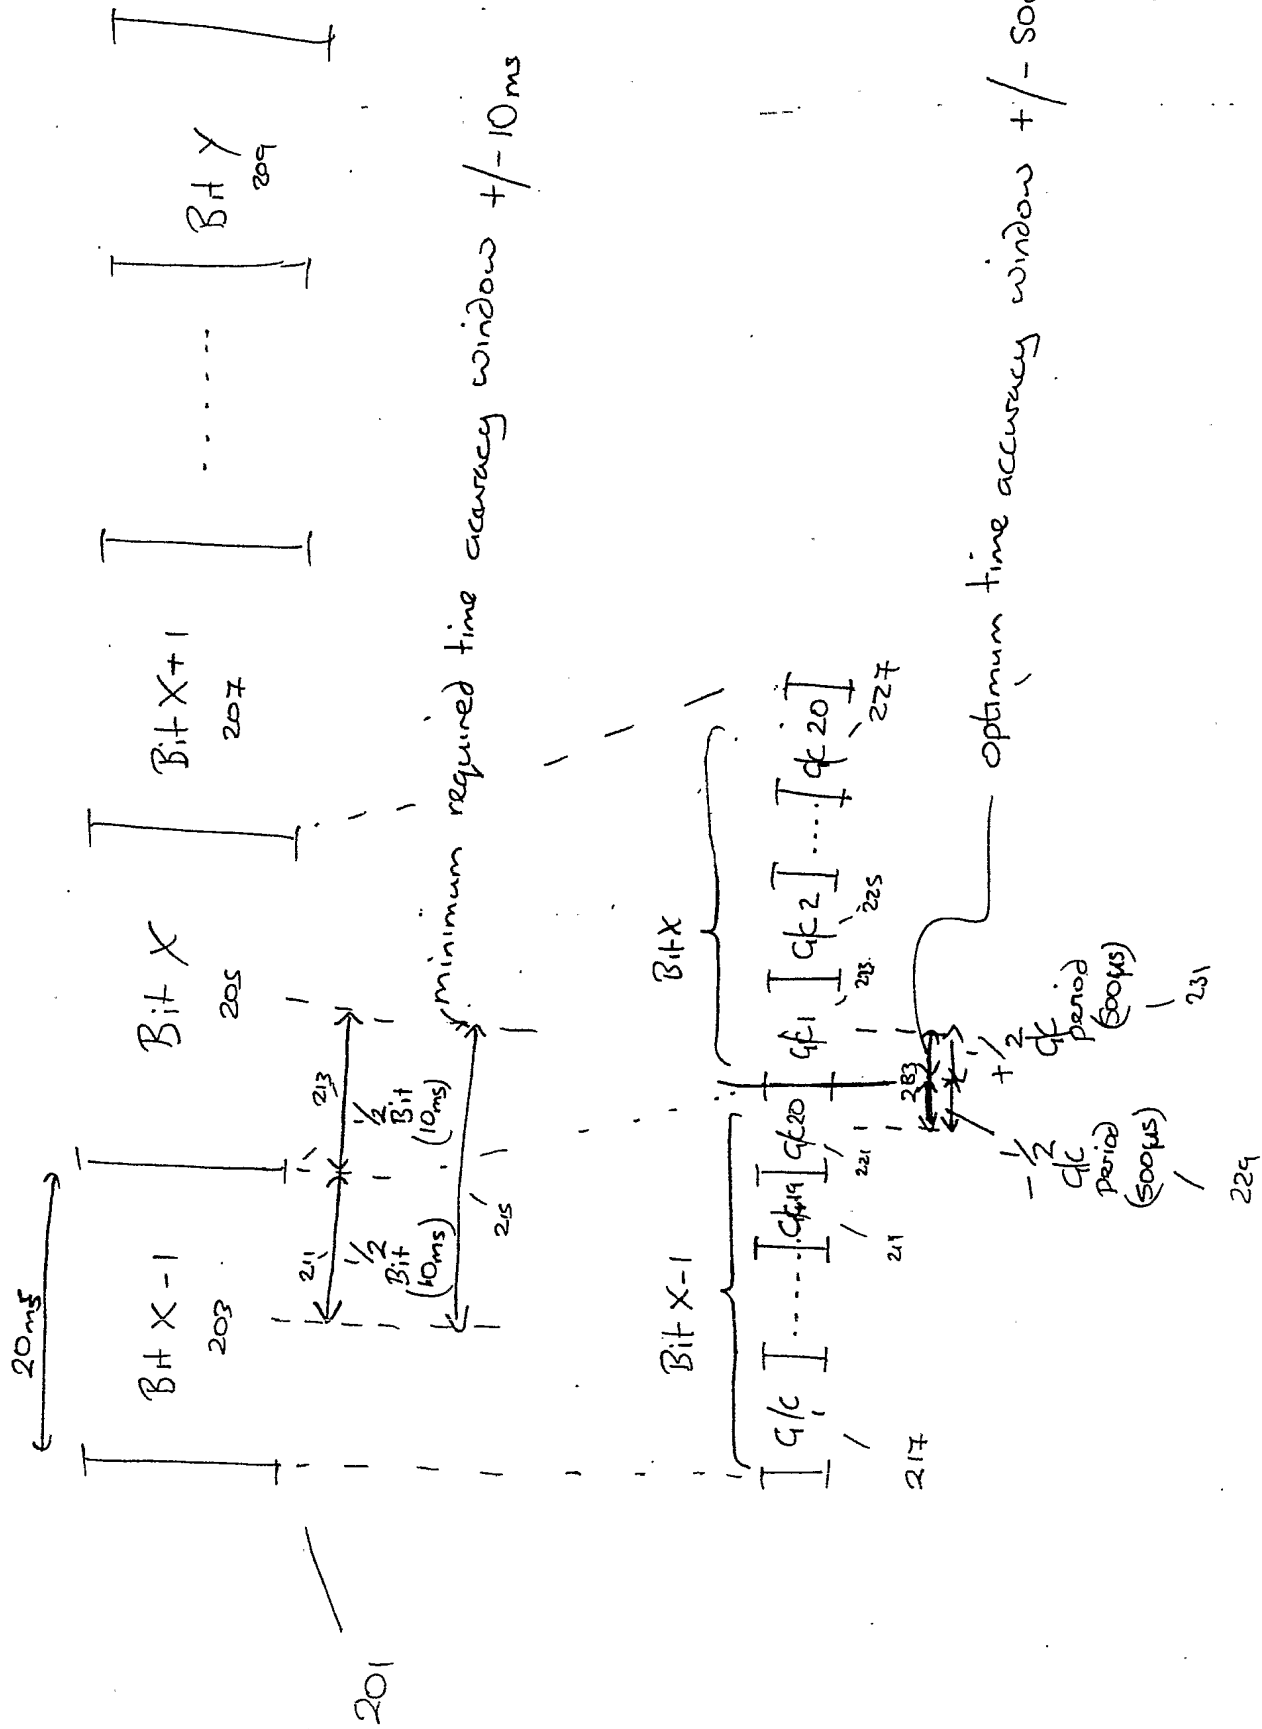 20ms
Bit X-1
203
Bit X
205
Bit X+1
207
......
Bit Y
209
201
211
1/2
Bit
(10ms)
213
1/2
Bit
(10ms)
215
minimum required time accuracy window +/-10ms
Bit X-1
Bit X
G/C 1
......
G/C 19
G/C 20
G/C 1
G/C 2
....
G/C 20
217
221
223
225
227
233
-1/2
G/C
period
(500µs)
229
+1/2
G/C
period
(500µs)
231
optimum time accuracy window +/-